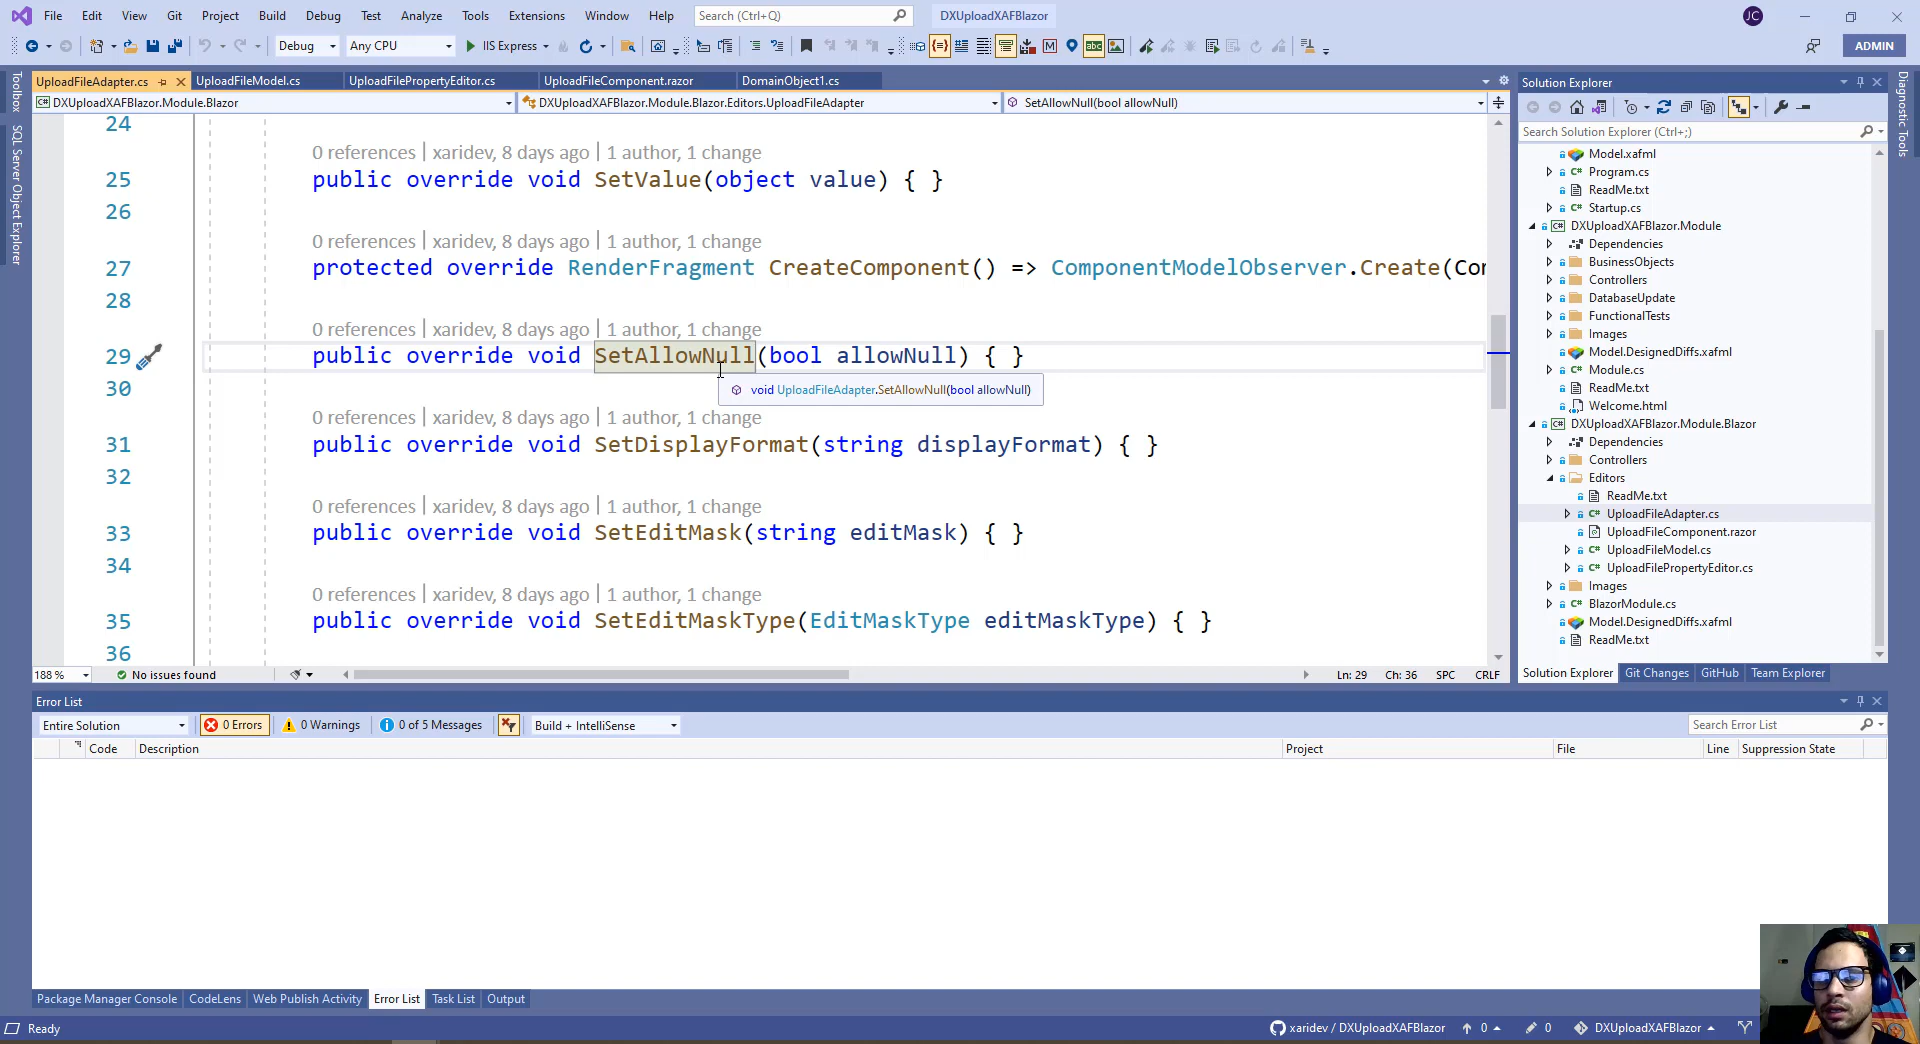 File Edit View Git Project Build Debug Test Analyze Tools Extensions Window Help Search (Ctrl+Q) DXUploadXAFBlazor JC
Debug Any CPU IIS Express ADMIN
UploadFileAdapter.cs UploadFileModel.cs UploadFilePropertyEditor.cs UploadFileComponent.razor DomainObject1.cs
DXUploadXAFBlazor.Module.Blazor DXUploadXAFBlazor.Module.Blazor.Editors.UploadFileAdapter SetAllowNull(bool allowNull)
Toolbox
SQL Server Object Explorer
24
0 references | xaridev, 8 days ago | 1 author, 1 change
25 public override void SetValue(object value) { }
26
0 references | xaridev, 8 days ago | 1 author, 1 change
27 protected override RenderFragment CreateComponent() => ComponentModelObserver.Create(Cor
28
0 references | xaridev, 8 days ago | 1 author, 1 change
29 public override void SetAllowNull(bool allowNull) { }
void UploadFileAdapter.SetAllowNull(bool allowNull)
30
0 references | xaridev, 8 days ago | 1 author, 1 change
31 public override void SetDisplayFormat(string displayFormat) { }
32
0 references | xaridev, 8 days ago | 1 author, 1 change
33 public override void SetEditMask(string editMask) { }
34
0 references | xaridev, 8 days ago | 1 author, 1 change
35 public override void SetEditMaskType(EditMaskType editMaskType) { }
36
188 % No issues found Ln: 29 Ch: 36 SPC CRLF
Solution Explorer
Search Solution Explorer (Ctrl+;)
Model.xafml
Program.cs
ReadMe.txt
Startup.cs
DXUploadXAFBlazor.Module
Dependencies
BusinessObjects
Controllers
DatabaseUpdate
FunctionalTests
Images
Model.DesignedDiffs.xafml
Module.cs
ReadMe.txt
Welcome.html
DXUploadXAFBlazor.Module.Blazor
Dependencies
Controllers
Editors
ReadMe.txt
UploadFileAdapter.cs
UploadFileComponent.razor
UploadFileModel.cs
UploadFilePropertyEditor.cs
Images
BlazorModule.cs
Model.DesignedDiffs.xafml
ReadMe.txt
Solution Explorer Git Changes GitHub Team Explorer
Diagnostic Tools
Error List
Entire Solution 0 Errors 0 Warnings 0 of 5 Messages Build + IntelliSense Search Error List
Code Description Project File Line Suppression State
Package Manager Console CodeLens Web Publish Activity Error List Task List Output
Ready xaridev / DXUploadXAFBlazor 0 0 DXUploadXAFBlazor